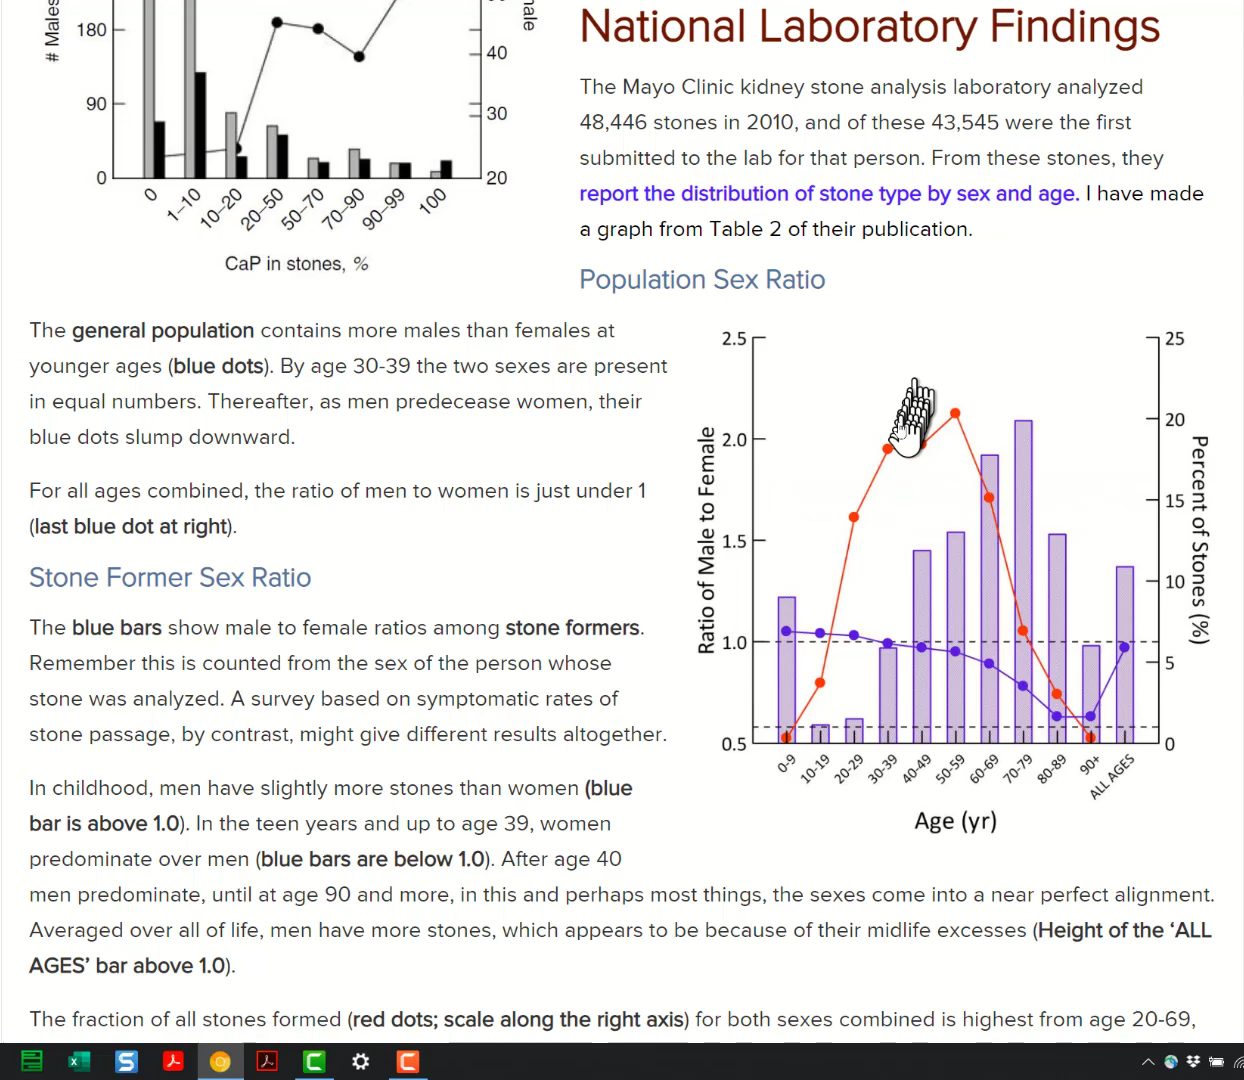 # Males
180
90
0
40
30
20
0
1–10
10–20
20–50
50–70
70–90
90–99
100
CaP in stones, %
National Laboratory Findings
The Mayo Clinic kidney stone analysis laboratory analyzed
48,446 stones in 2010, and of these 43,545 were the first
submitted to the lab for that person. From these stones, they
report the distribution of stone type by sex and age. I have made
a graph from Table 2 of their publication.
Population Sex Ratio
The general population contains more males than females at
younger ages (blue dots). By age 30-39 the two sexes are present
in equal numbers. Thereafter, as men predecease women, their
blue dots slump downward.
For all ages combined, the ratio of men to women is just under 1
(last blue dot at right).
Stone Former Sex Ratio
The blue bars show male to female ratios among stone formers.
Remember this is counted from the sex of the person whose
stone was analyzed. A survey based on symptomatic rates of
stone passage, by contrast, might give different results altogether.
In childhood, men have slightly more stones than women (blue
bar is above 1.0). In the teen years and up to age 39, women
predominate over men (blue bars are below 1.0). After age 40
men predominate, until at age 90 and more, in this and perhaps most things, the sexes come into a near perfect alignment.
Averaged over all of life, men have more stones, which appears to be because of their midlife excesses (Height of the ‘ALL
AGES’ bar above 1.0).
The fraction of all stones formed (red dots; scale along the right axis) for both sexes combined is highest from age 20-69,
Ratio of Male to Female
2.5
2.0
1.5
1.0
0.5
25
20
15
10
5
0
Percent of Stones (%)
0-9
10-19
20-29
30-39
40-49
50-59
60-69
70-79
80-89
90+
ALL AGES
Age (yr)